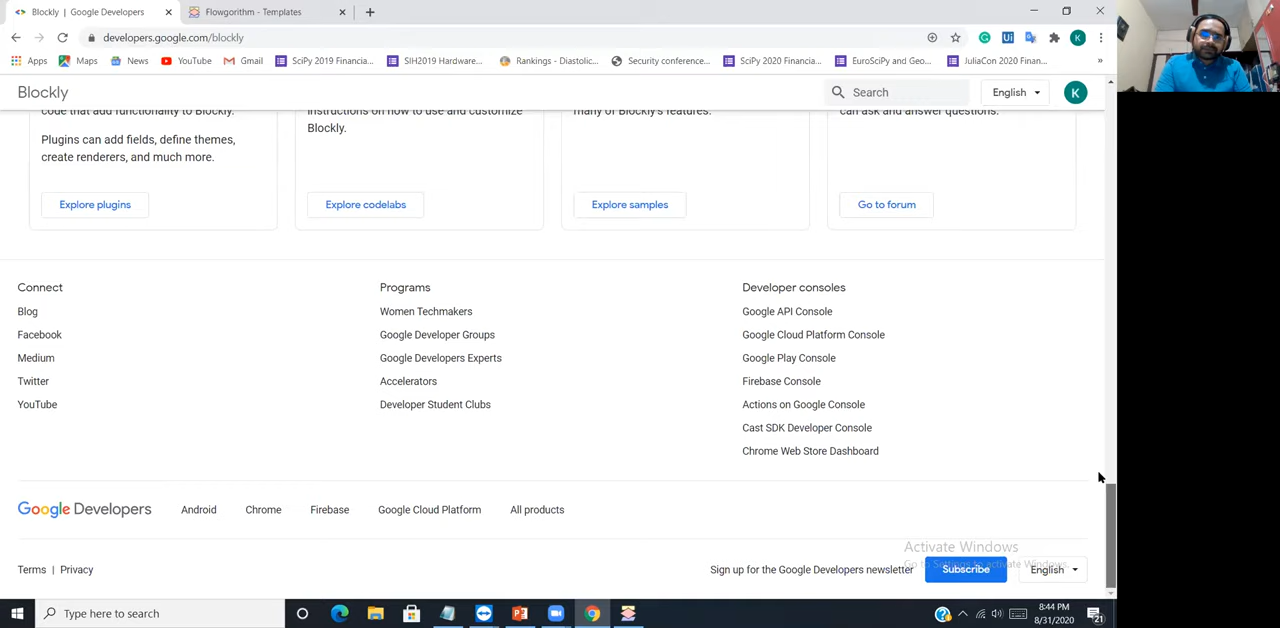 Blockly | Google Developers
Flowgorithm - Templates
developers.google.com/blockly
Apps
Maps
News
YouTube
Gmail
SciPy 2019 Financia...
SIH2019 Hardware...
Rankings - Diastolic...
Security conference...
SciPy 2020 Financia...
EuroSciPy and Geo...
JuliaCon 2020 Finan...
»
Blockly
Search
English
K
code that add functionality to Blockly.
Plugins can add fields, define themes,
create renderers, and much more.
Explore plugins
instructions on how to use and customize
Blockly.
Explore codelabs
many of Blockly's features.
Explore samples
can ask and answer questions.
Go to forum
Connect
Blog
Facebook
Medium
Twitter
YouTube
Programs
Women Techmakers
Google Developer Groups
Google Developers Experts
Accelerators
Developer Student Clubs
Developer consoles
Google API Console
Google Cloud Platform Console
Google Play Console
Firebase Console
Actions on Google Console
Cast SDK Developer Console
Chrome Web Store Dashboard
Google Developers
Android
Chrome
Firebase
Google Cloud Platform
All products
Activate Windows
Go to Settings to activate Windows.
Terms | Privacy
Sign up for the Google Developers newsletter
Subscribe
English
Type here to search
8:44 PM
8/31/2020
21